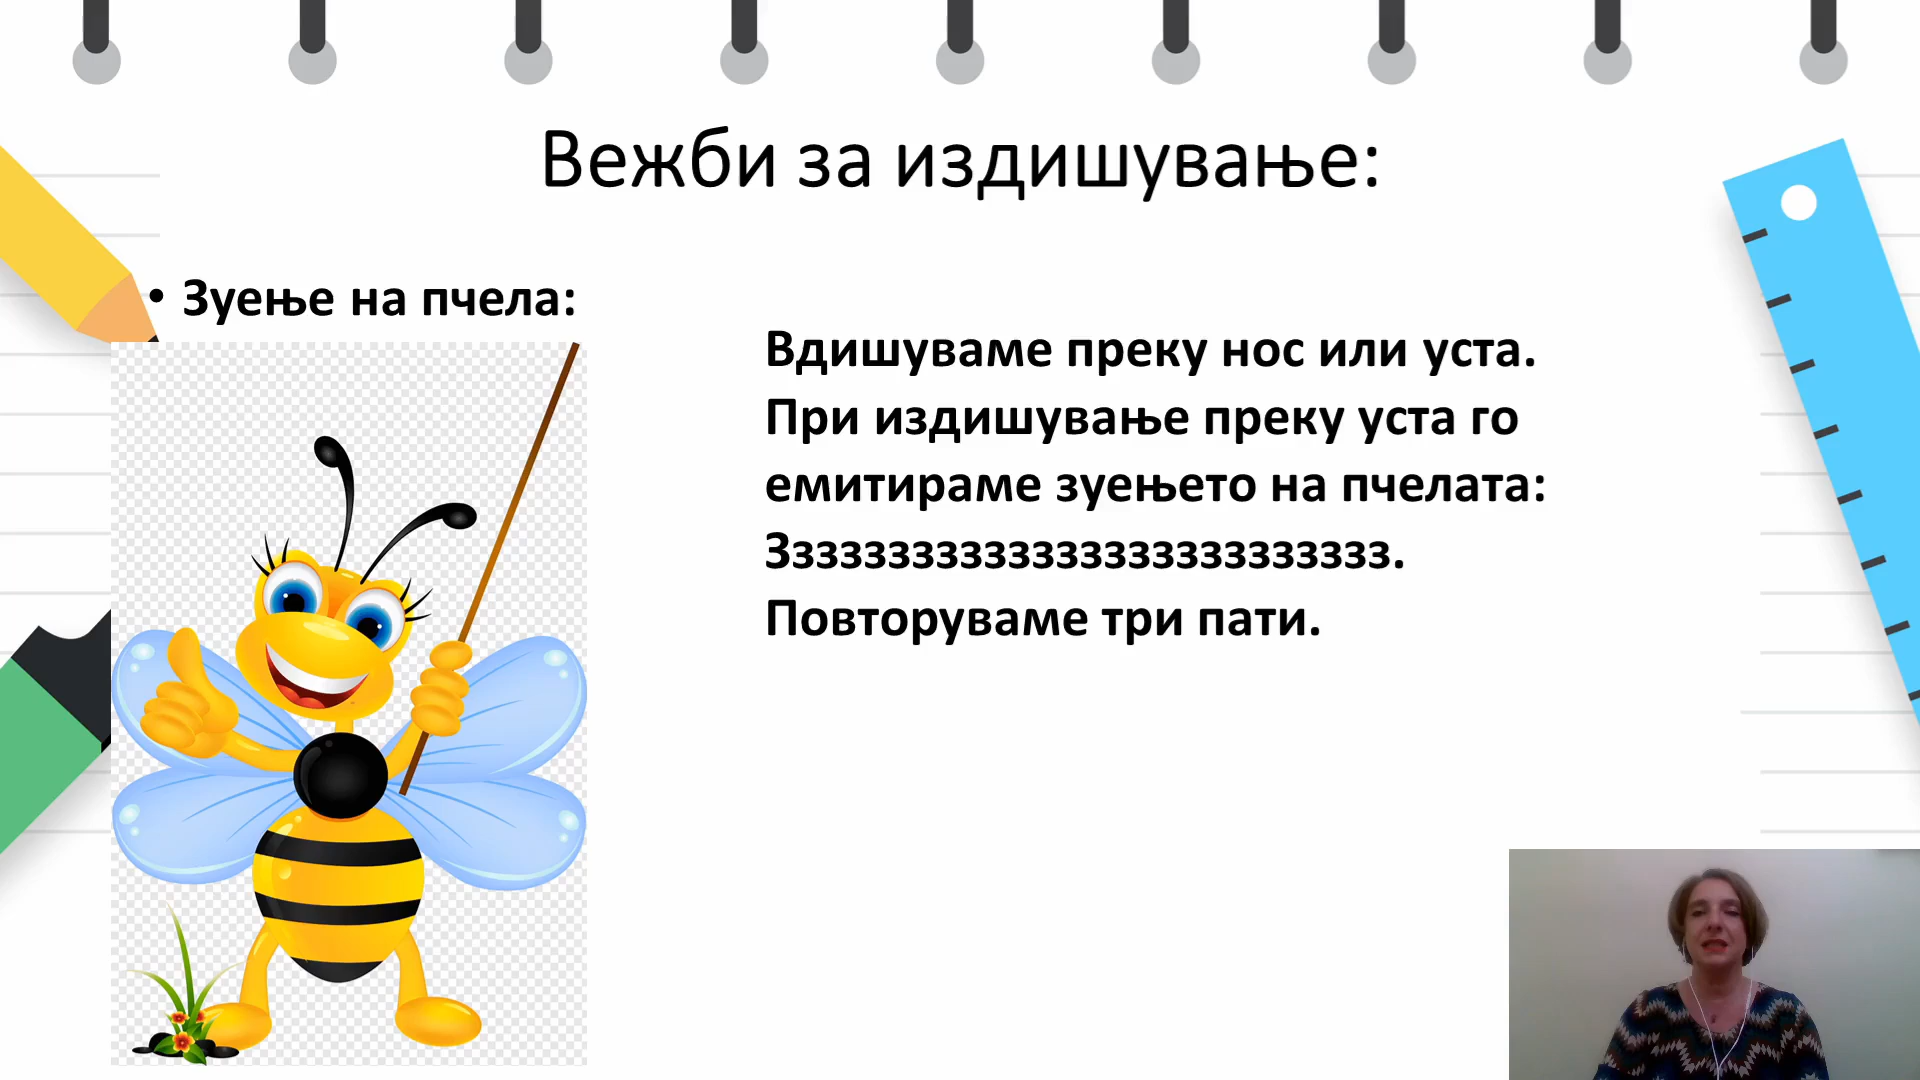 Вежби за издишување:
• Зуење на пчела:
Вдишуваме преку нос или уста.
При издишување преку уста го
емитираме зуењето на пчелата:
Зззззззззззззззззззззззззз.
Повторуваме три пати.